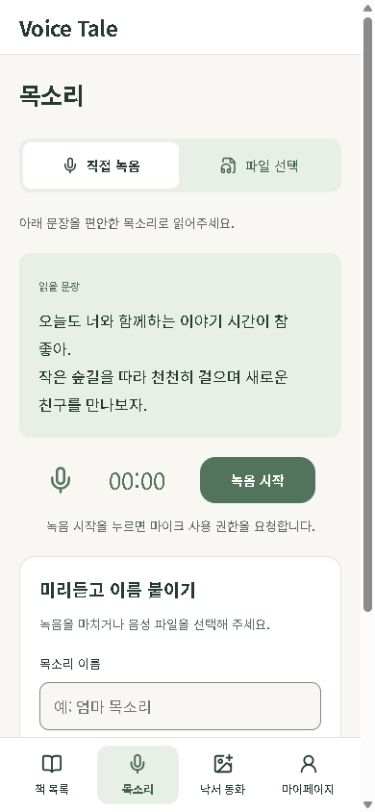 Voice Tale
목소리
직접 녹음
파일 선택
아래 문장을 편안한 목소리로 읽어주세요.
읽을 문장
오늘도 너와 함께하는 이야기 시간이 참
좋아.
작은 숲길을 따라 천천히 걸으며 새로운
친구를 만나보자.
00:00
녹음 시작
녹음 시작을 누르면 마이크 사용 권한을 요청합니다.
미리듣고 이름 붙이기
녹음을 마치거나 음성 파일을 선택해 주세요.
목소리 이름
예: 엄마 목소리
책 목록
목소리
낙서 동화
마이페이지